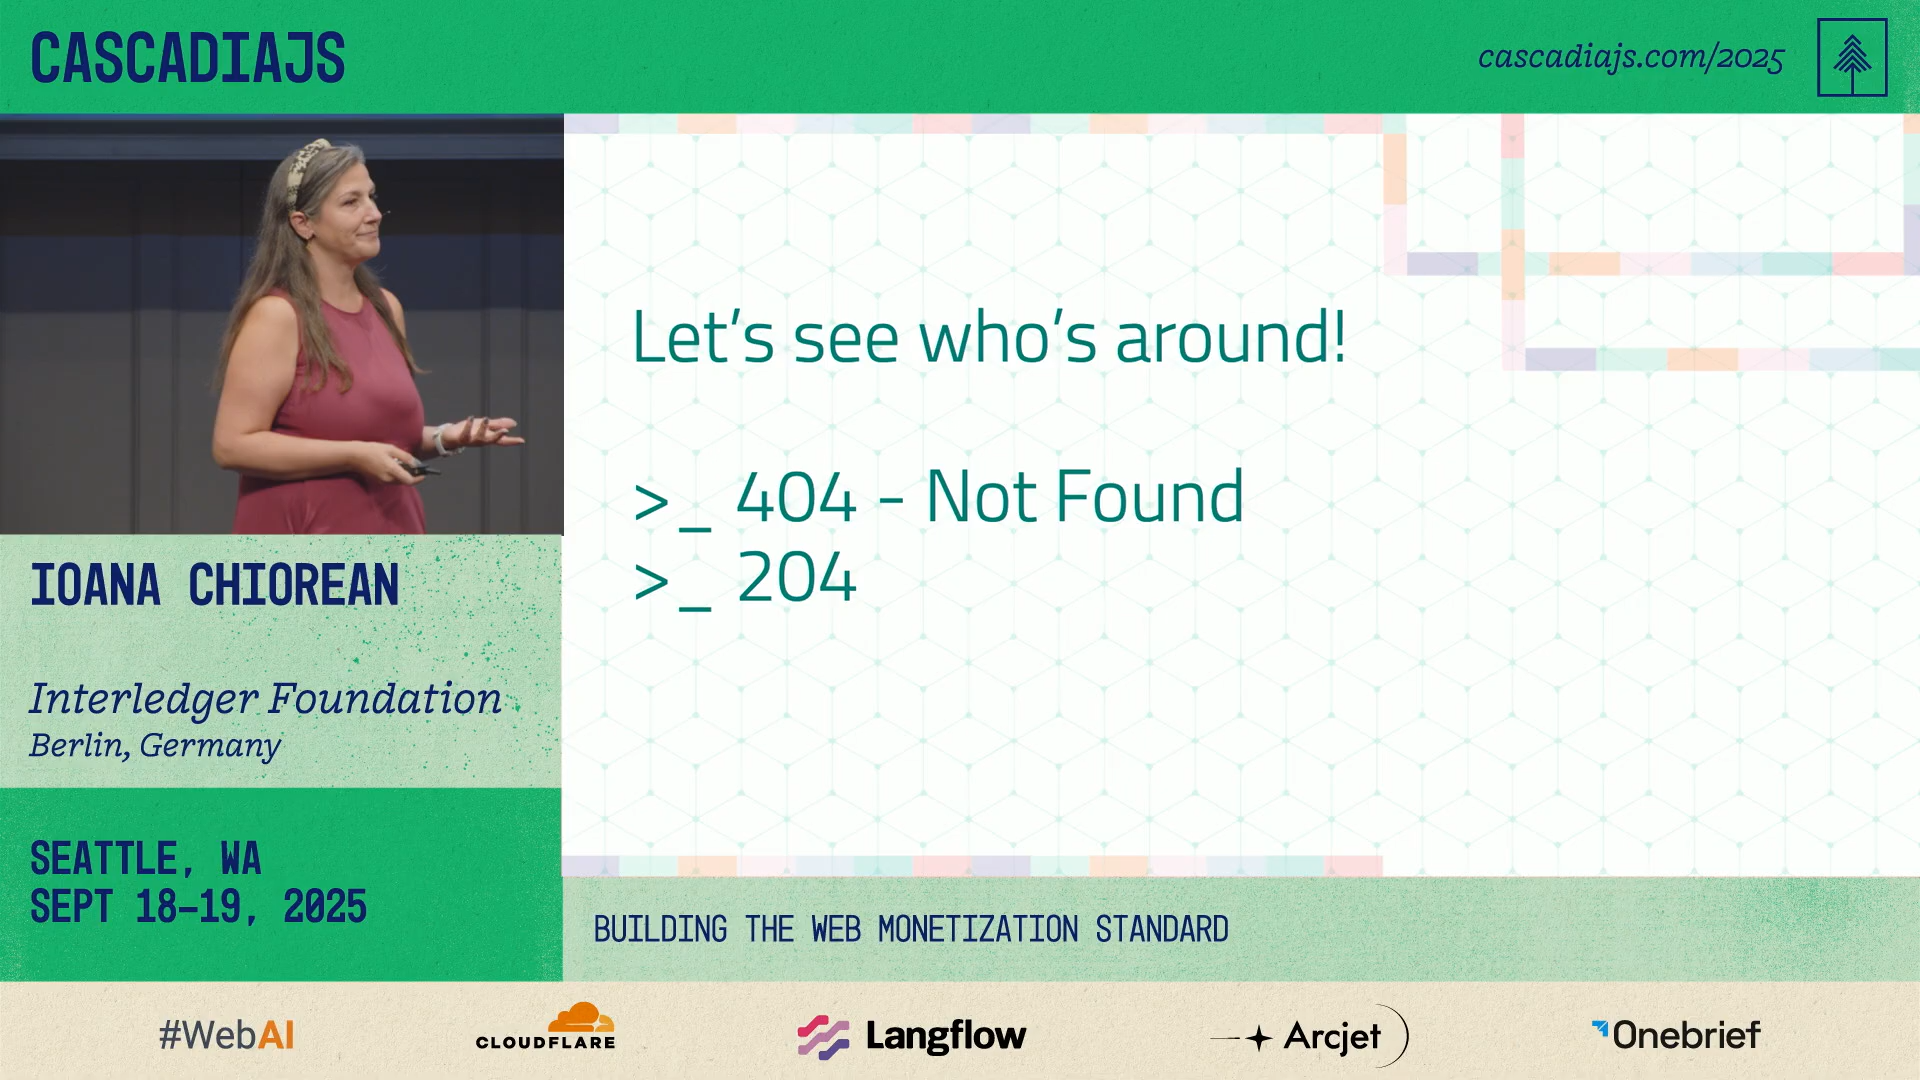 CASCADIAJS
cascadiajs.com/2025
Let’s see who’s around!
>_ 404 - Not Found
>_ 204
IOANA CHIOREAN
Interledger Foundation
Berlin, Germany
SEATTLE, WA
SEPT 18–19, 2025
BUILDING THE WEB MONETIZATION STANDARD
#WebAI
CLOUDFLARE
Langflow
Arcjet
Onebrief